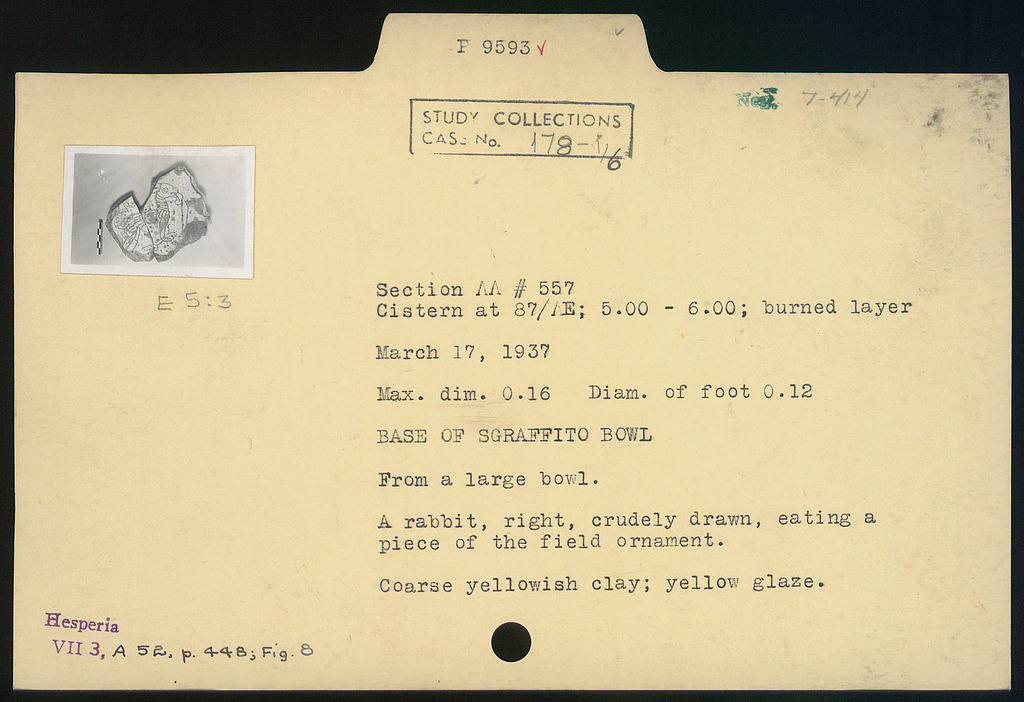 P 9593 √
No. 7-414
STUDY COLLECTIONS
CASE No. 178-
E 5:3
Section ΛΛ # 557
Cistern at 87/ΛE; 5.00 - 6.00; burned layer
March 17, 1937
Max. dim. 0.16 Diam. of foot 0.12
BASE OF SGRAFFITO BOWL
From a large bowl.
A rabbit, right, crudely drawn, eating a
piece of the field ornament.
Coarse yellowish clay; yellow glaze.
Hesperia
VII 3, A 52, p. 448; Fig. 8